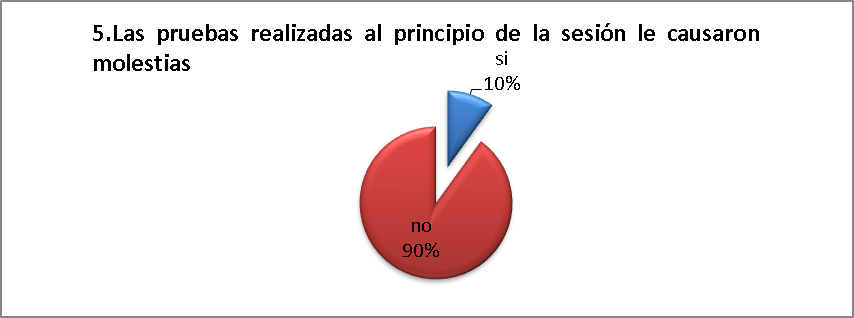 5.Las pruebas realizadas al principio de la sesión le causaron
molestias
si
10%
no
90%